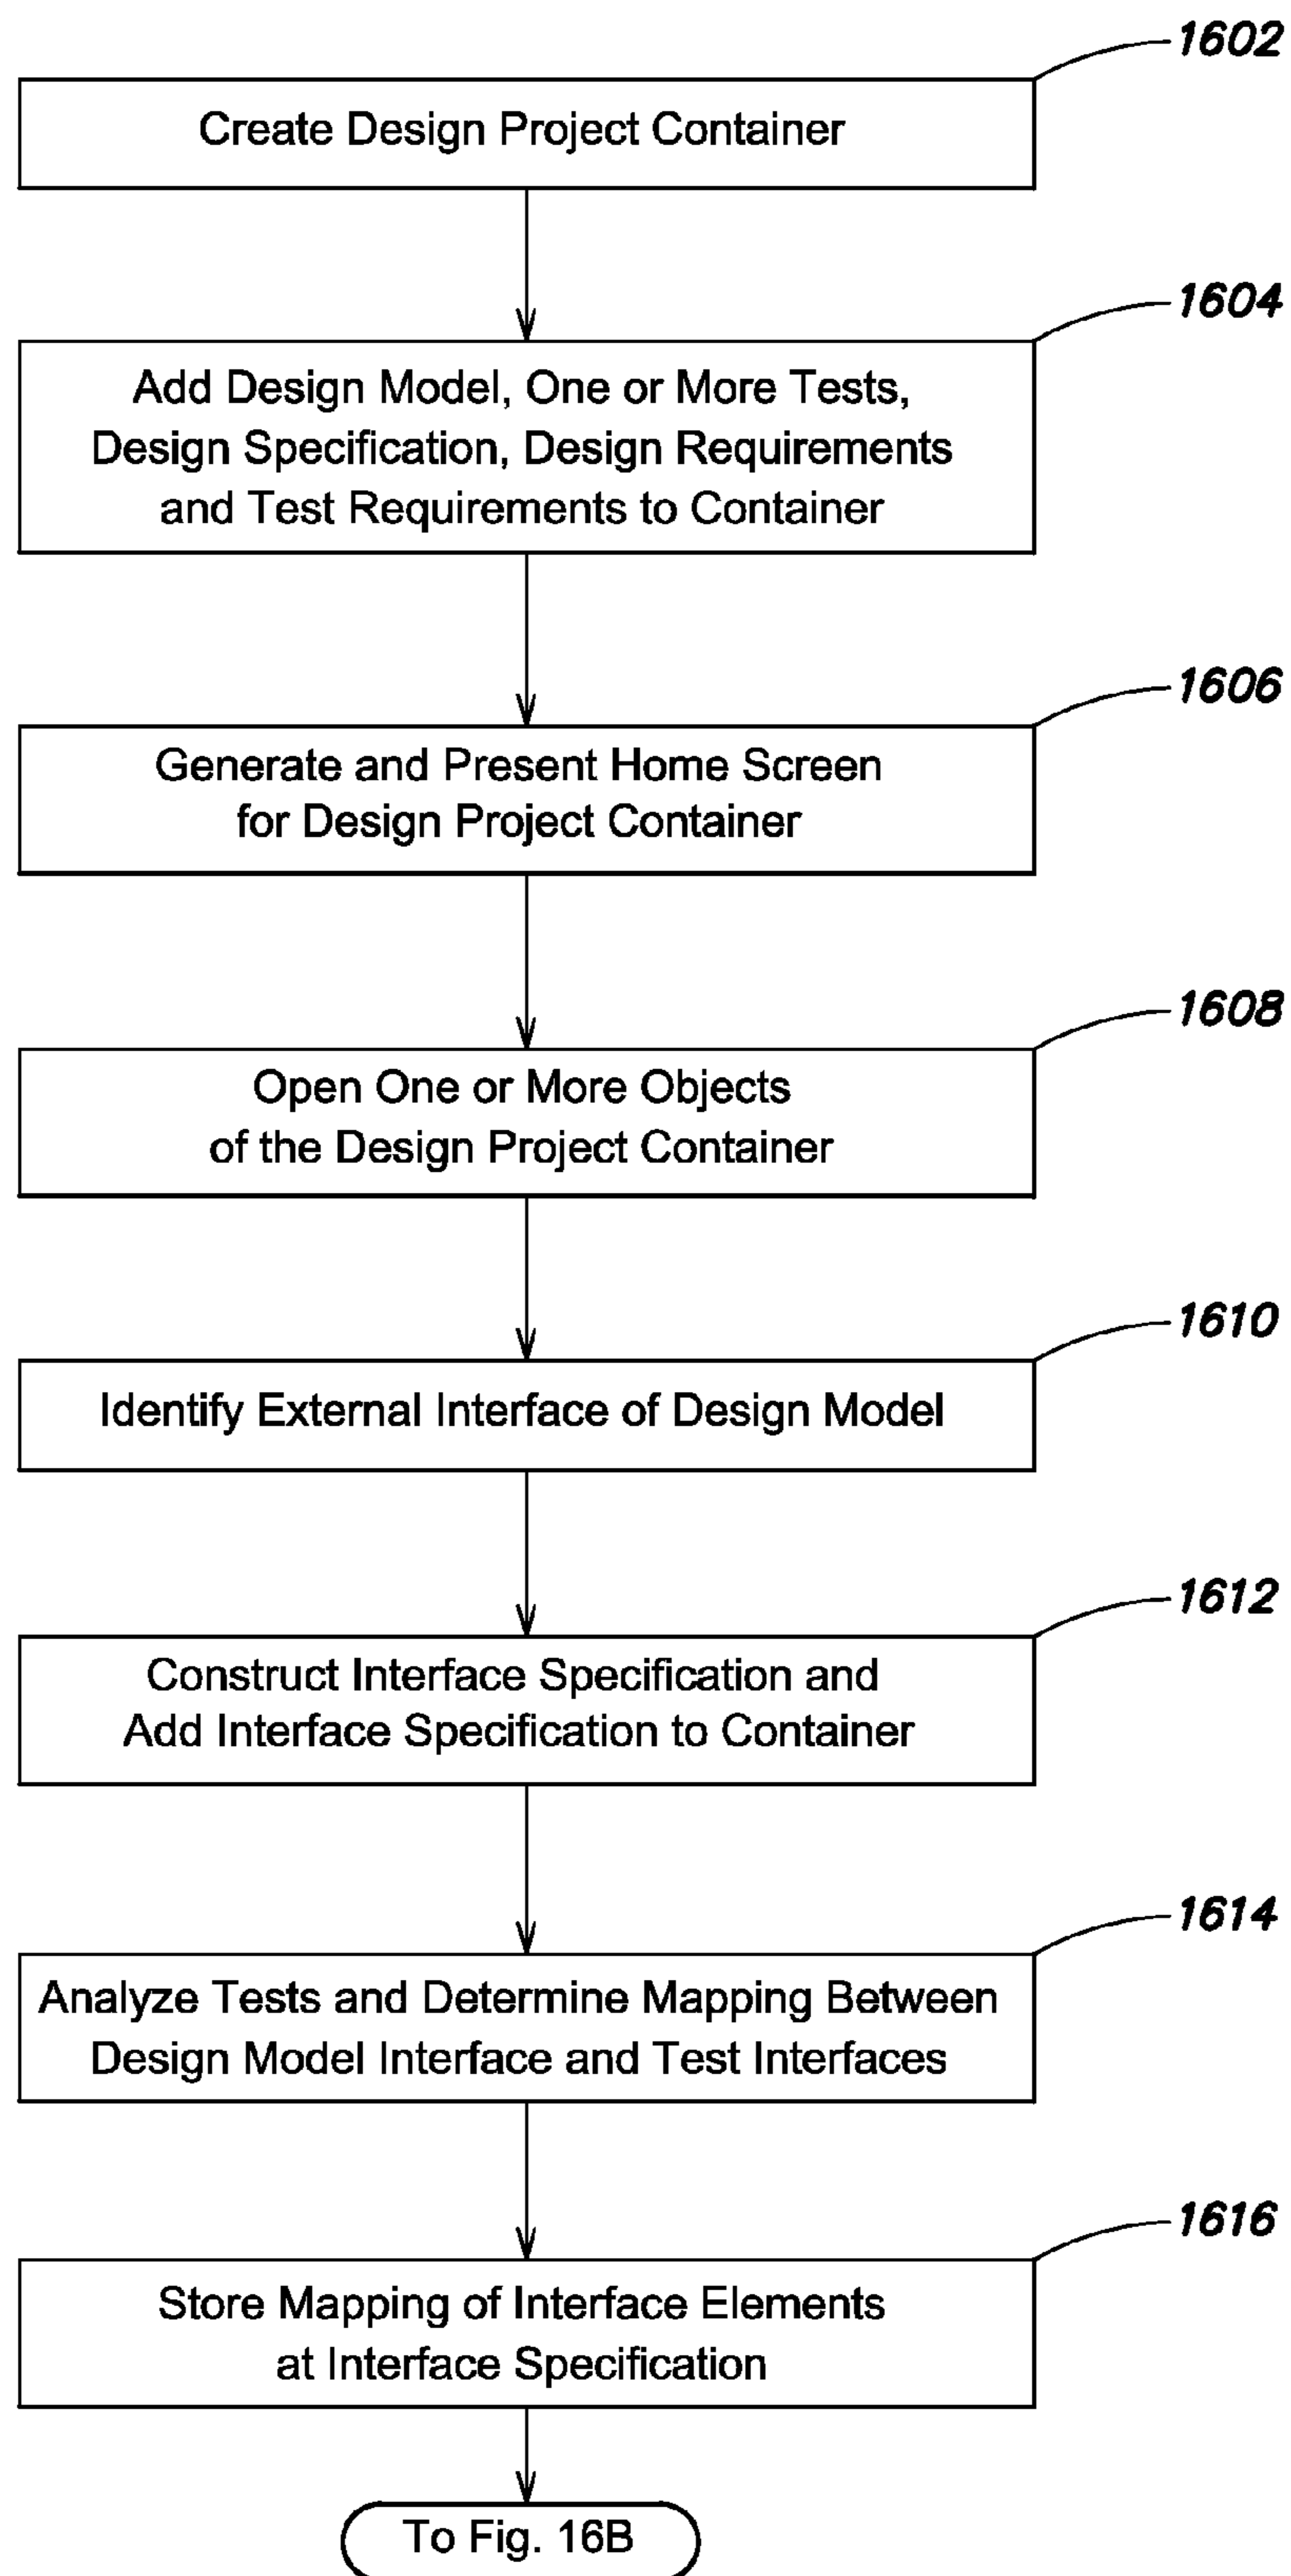 1602
Create Design Project Container
1604
Add Design Model, One or More Tests,
Design Specification, Design Requirements
and Test Requirements to Container
1606
Generate and Present Home Screen
for Design Project Container
1608
Open One or More Objects
of the Design Project Container
1610
Identify External Interface of Design Model
1612
Construct Interface Specification and
Add Interface Specification to Container
1614
Analyze Tests and Determine Mapping Between
Design Model Interface and Test Interfaces
1616
Store Mapping of Interface Elements
at Interface Specification
To Fig. 16B